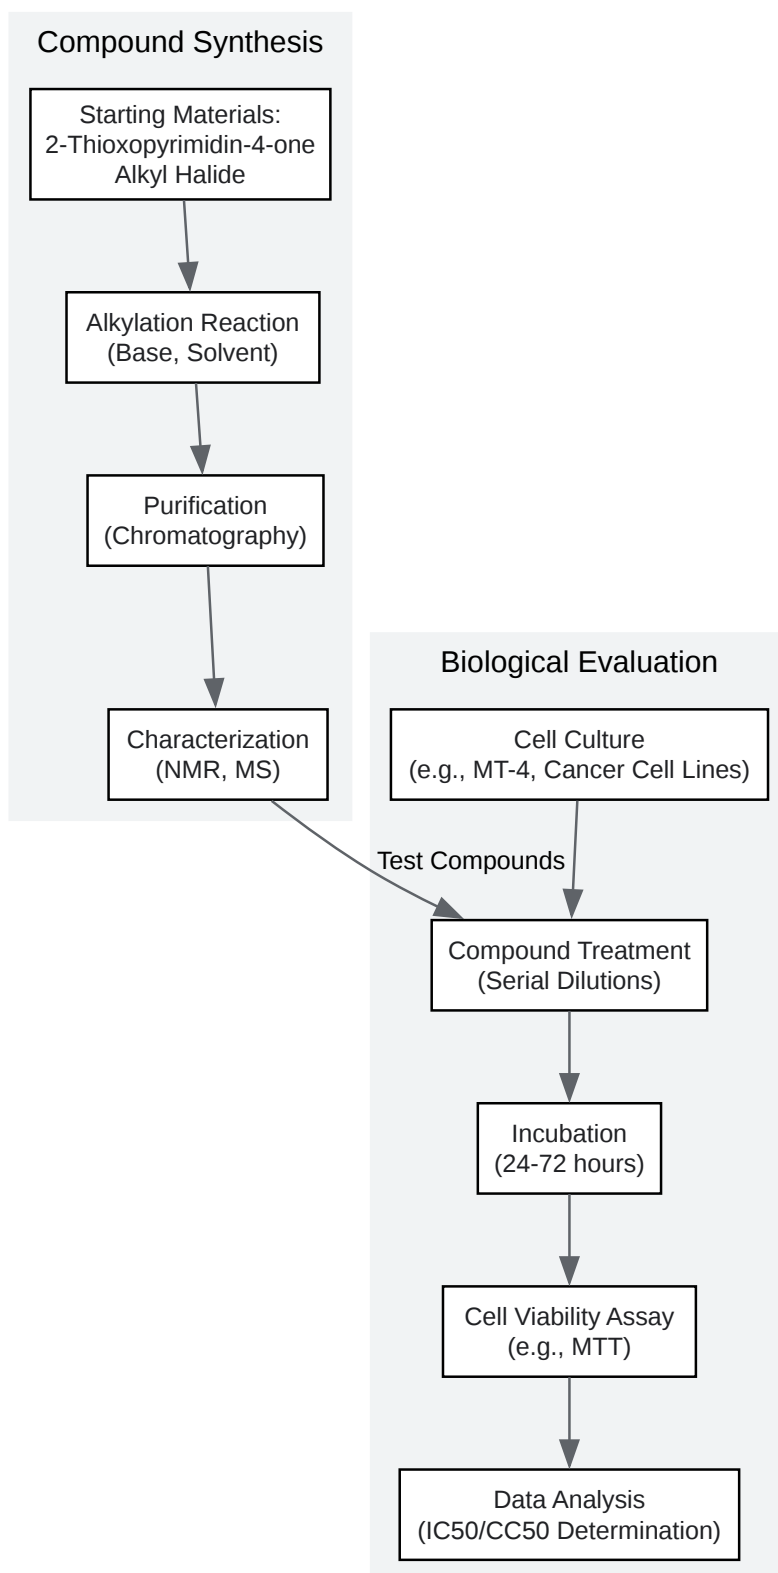 Compound Synthesis
Starting Materials:
2-Thioxopyrimidin-4-one
Alkyl Halide
Alkylation Reaction
(Base, Solvent)
Purification
(Chromatography)
Characterization
(NMR, MS)
Biological Evaluation
Cell Culture
(e.g., MT-4, Cancer Cell Lines)
Test Compounds
Compound Treatment
(Serial Dilutions)
Incubation
(24-72 hours)
Cell Viability Assay
(e.g., MTT)
Data Analysis
(IC50/CC50 Determination)